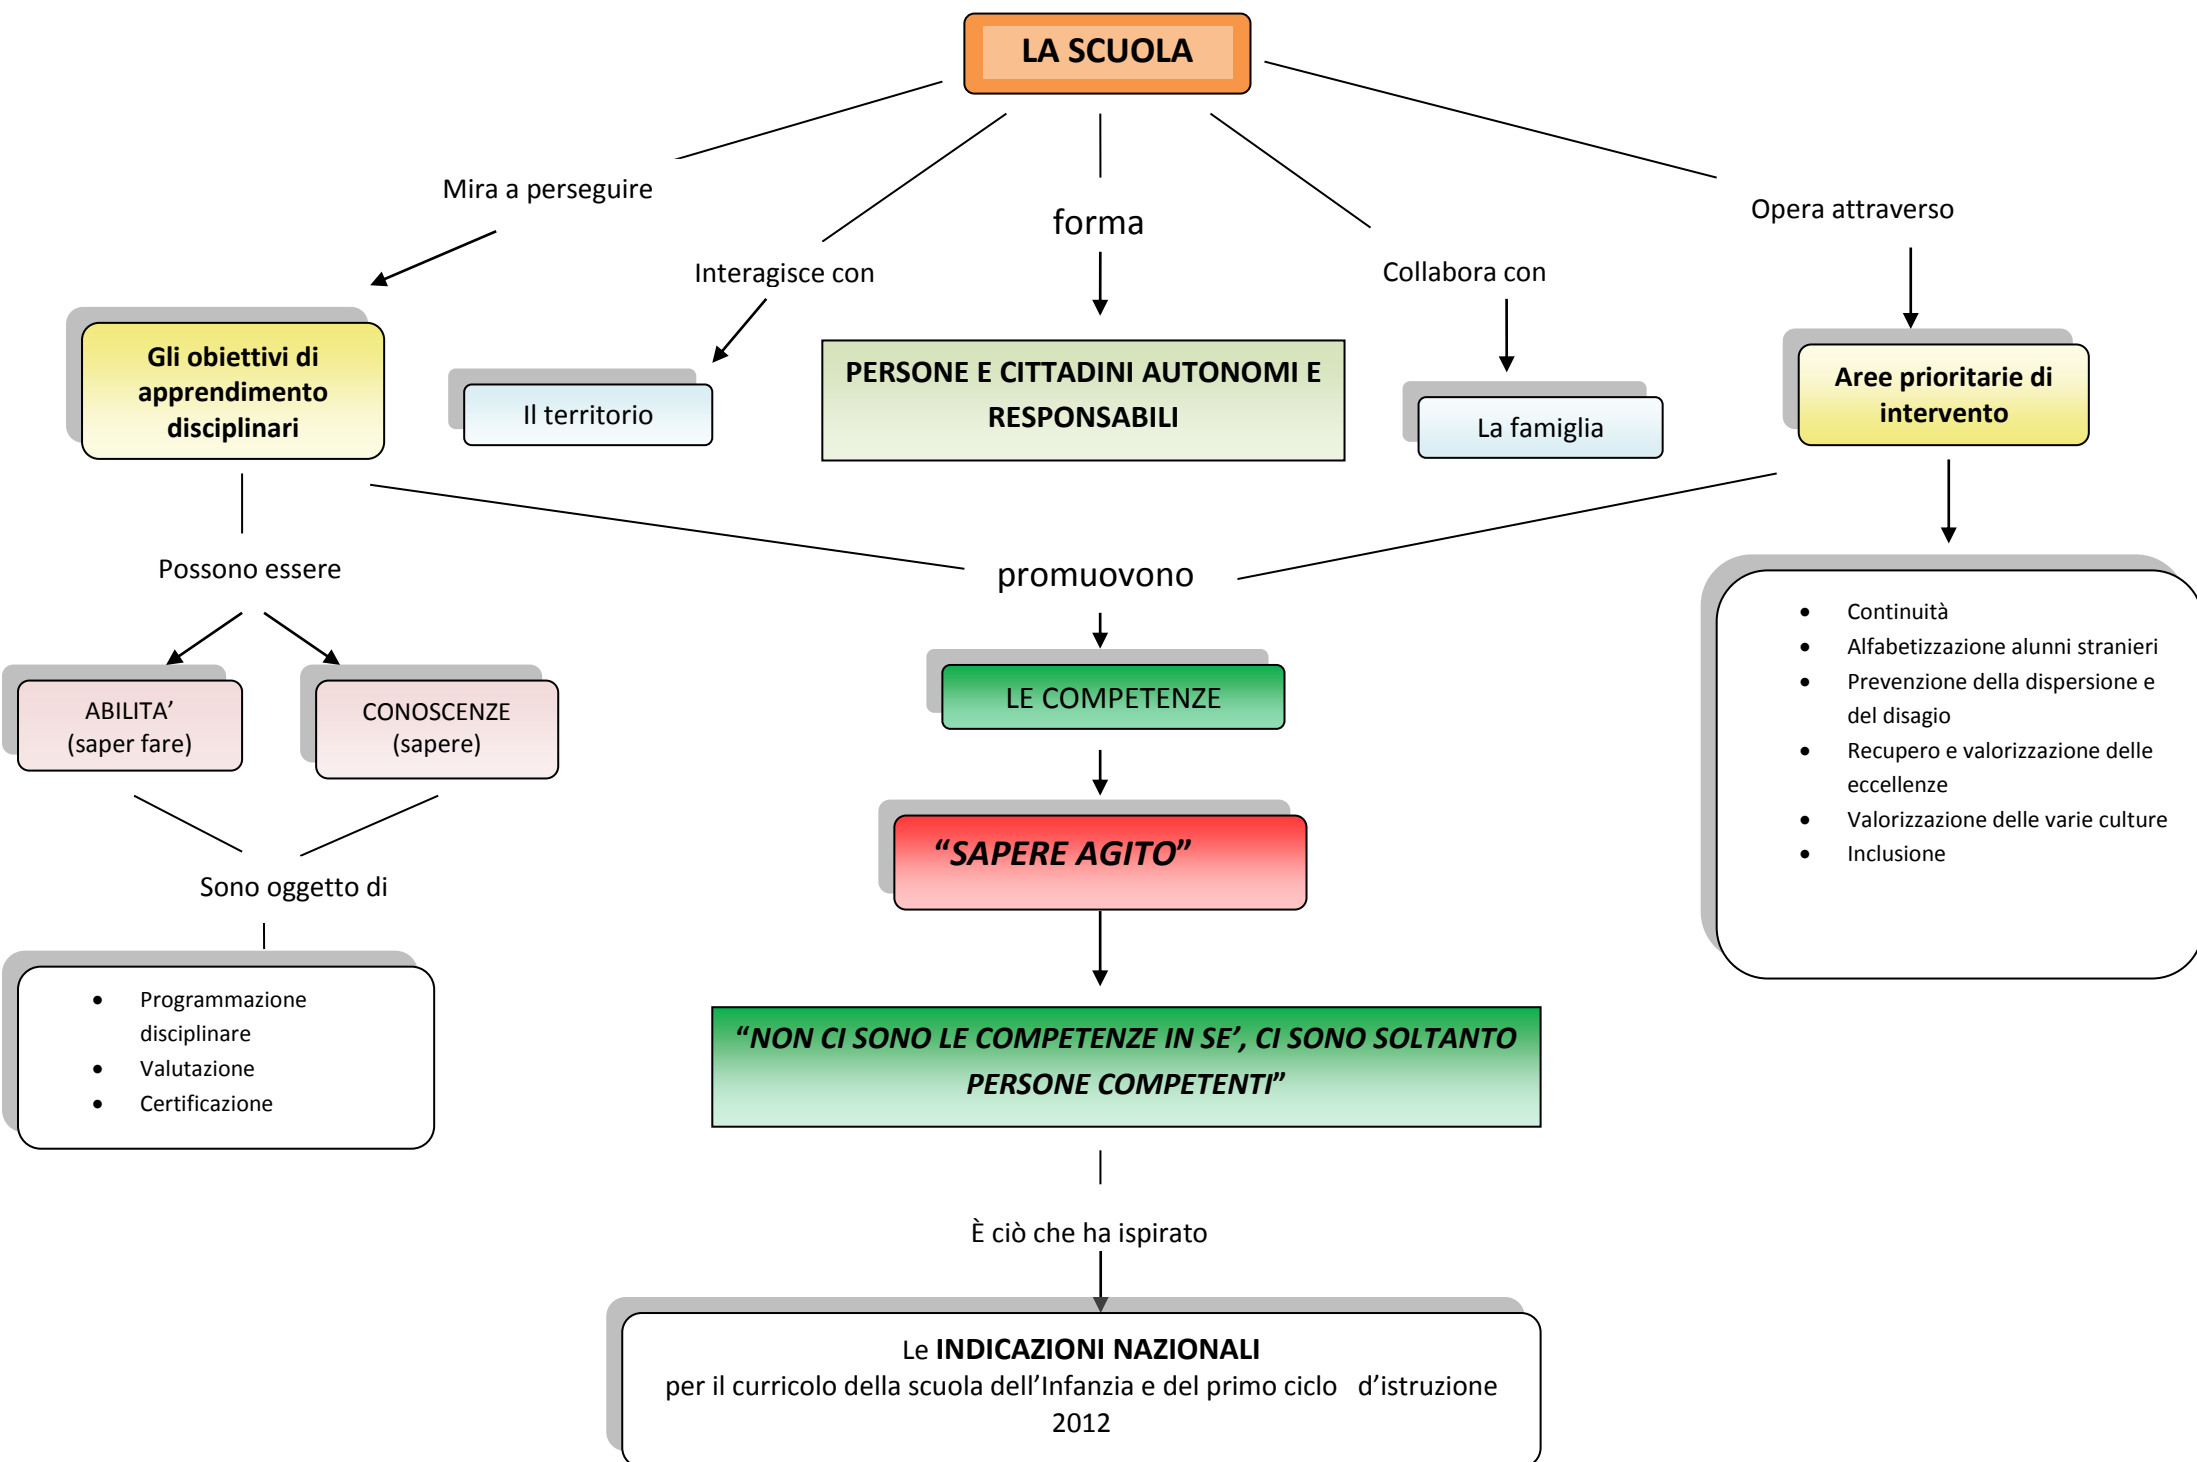 LA SCUOLA
Mira a perseguire
Interagisce con
forma
Collabora con
Opera attraverso
Gli obiettivi di
apprendimento
disciplinari
Il territorio
PERSONE E CITTADINI AUTONOMI E
RESPONSABILI
La famiglia
Aree prioritarie di
intervento
Possono essere
promuovono
ABILITA’
(saper fare)
CONOSCENZE
(sapere)
LE COMPETENZE
• Continuità
• Alfabetizzazione alunni stranieri
• Prevenzione della dispersione e
del disagio
• Recupero e valorizzazione delle
eccellenze
• Valorizzazione delle varie culture
• Inclusione
“SAPERE AGITO”
Sono oggetto di
• Programmazione
disciplinare
• Valutazione
• Certificazione
“NON CI SONO LE COMPETENZE IN SE’, CI SONO SOLTANTO
PERSONE COMPETENTI”
È ciò che ha ispirato
Le INDICAZIONI NAZIONALI
per il curricolo della scuola dell’Infanzia e del primo ciclo d’istruzione
2012